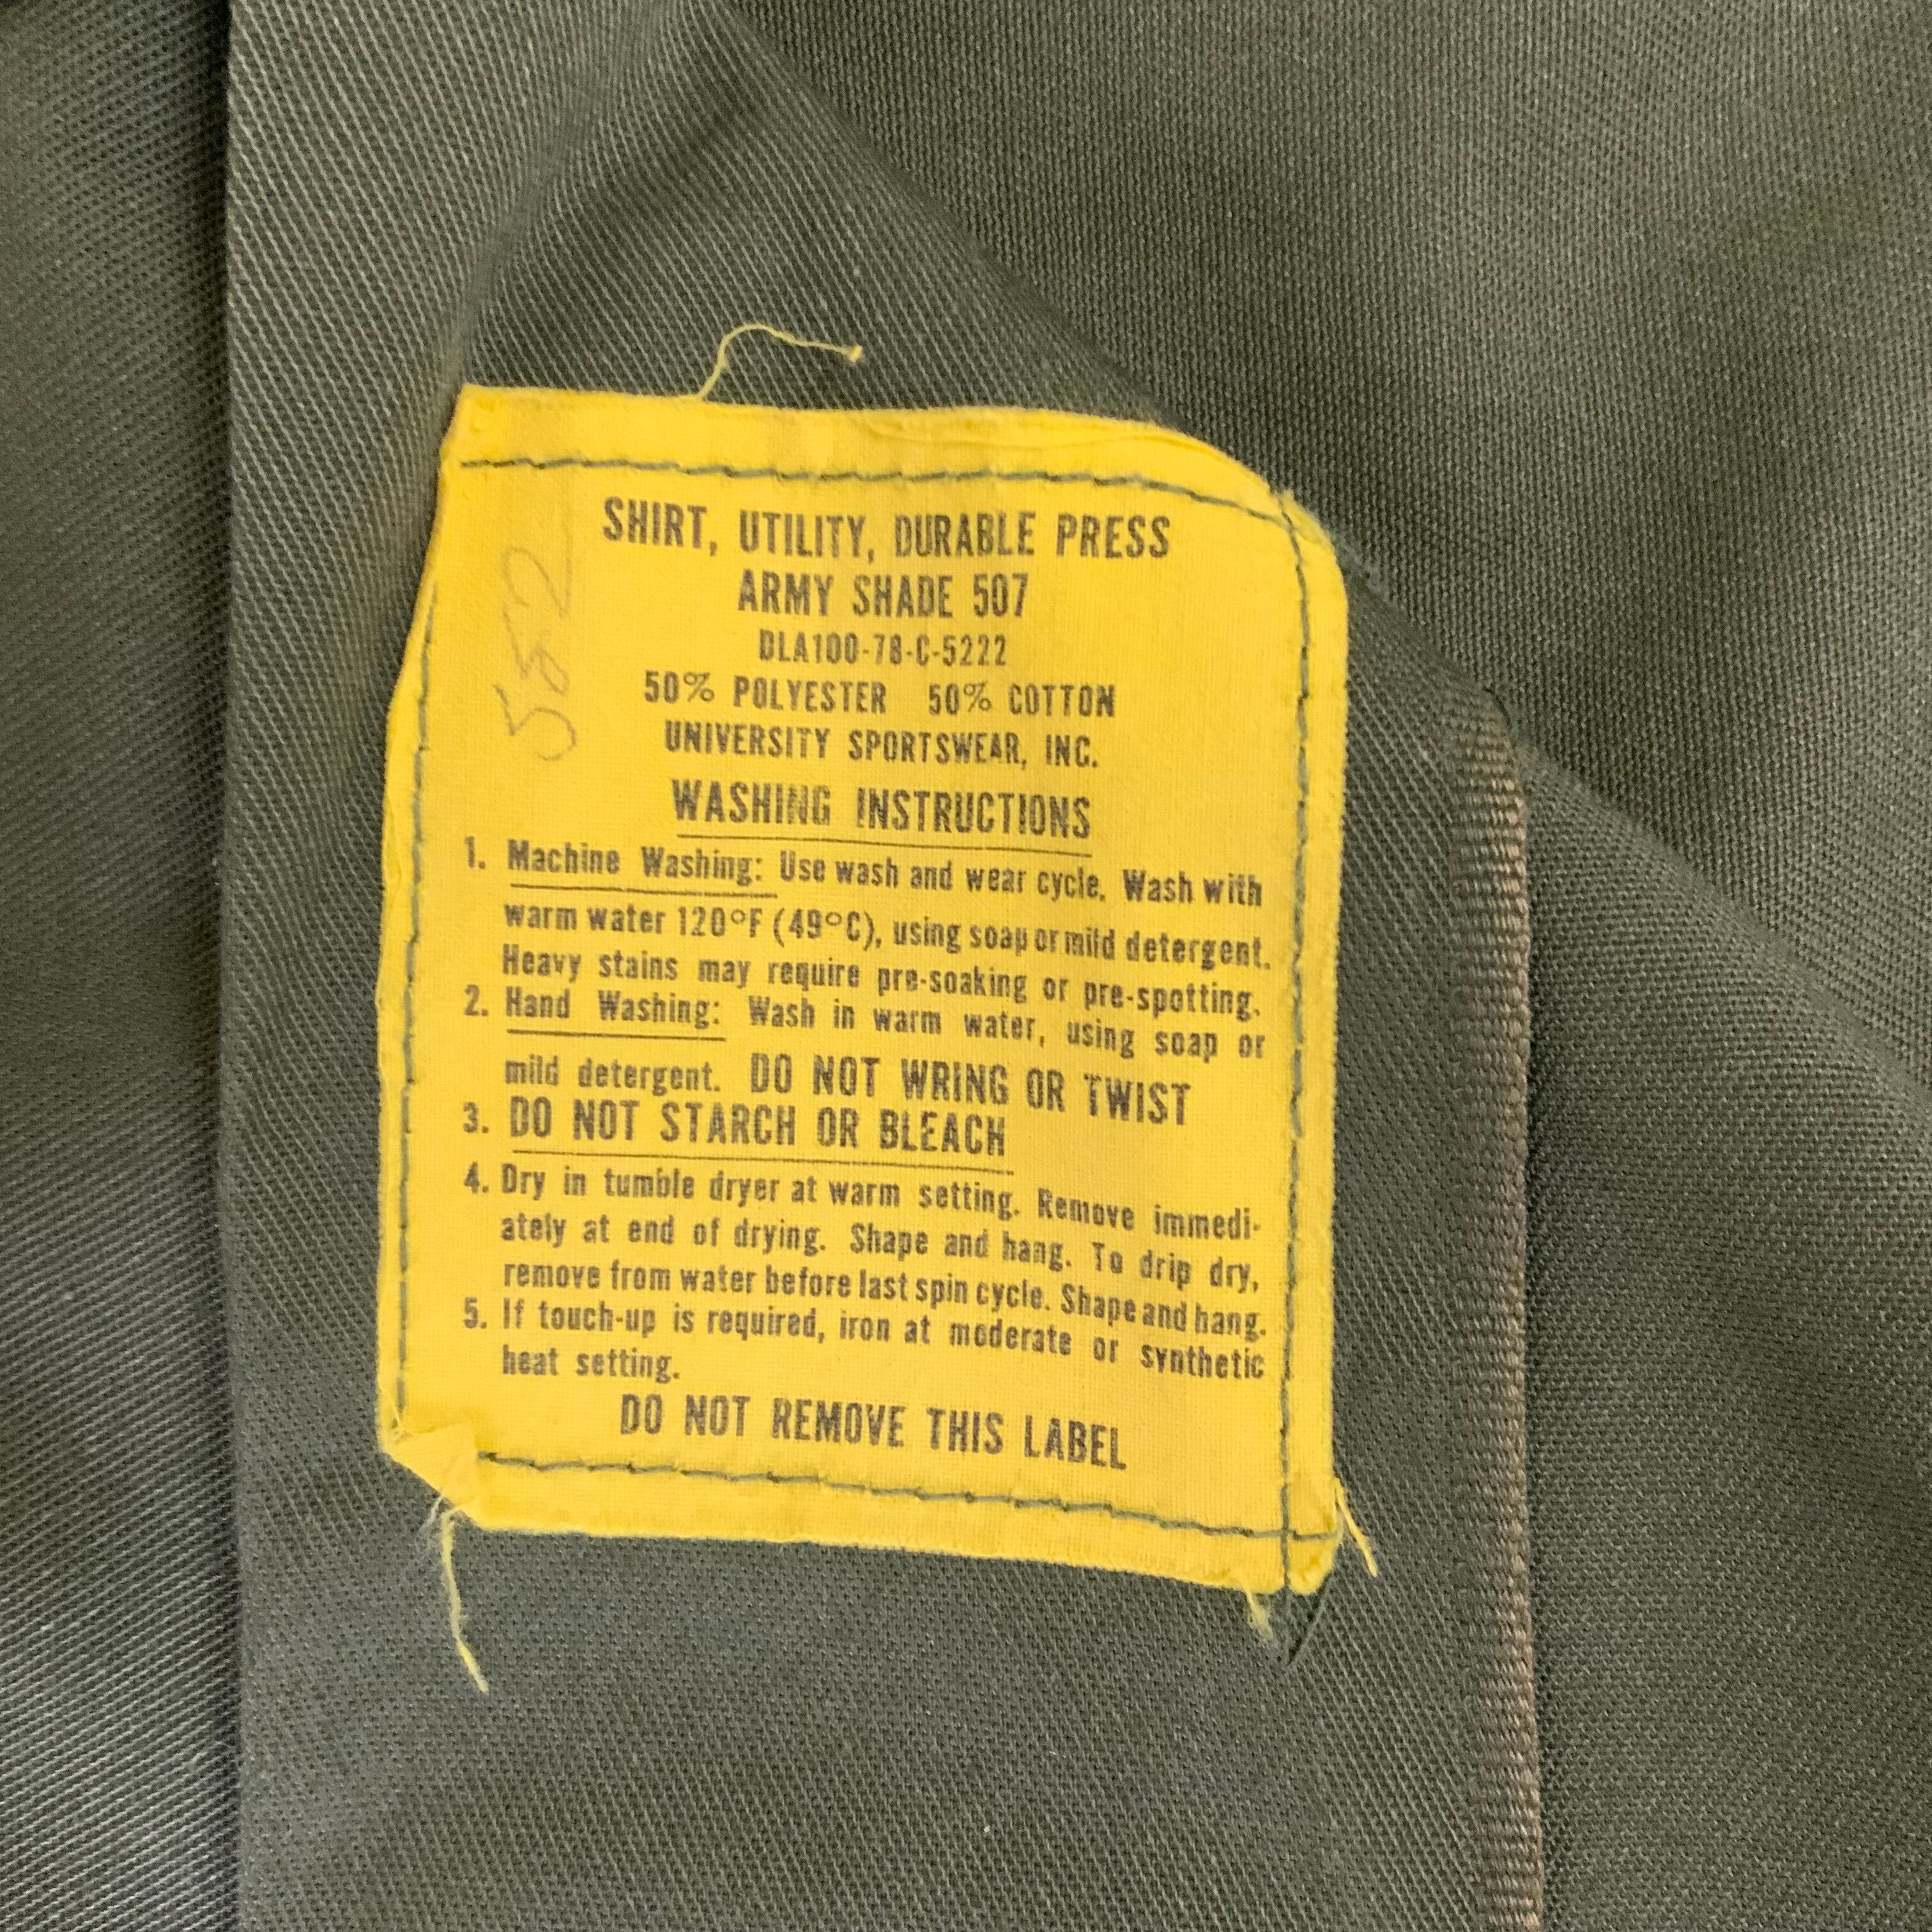 SHIRT, UTILITY, DURABLE PRESS
ARMY SHADE 507
DLA100-78-C-5222
50% POLYESTER 50% COTTON
UNIVERSITY SPORTSWEAR, INC.
552
WASHING INSTRUCTIONS
1. Machine Washing: Use wash and wear cycle. Wash with
warm water 120°F (49°C), using soap or mild detergent.
Heavy stains may require pre-soaking or pre-spotting.
2. Hand Washing: Wash in warm water, using soap or
mild detergent. DO NOT WRING OR TWIST
3. DO NOT STARCH OR BLEACH
4. Dry in tumble dryer at warm setting. Remove immedi-
ately at end of drying. Shape and hang. To drip dry,
remove from water before last spin cycle. Shape and hang.
5. If touch-up is required, iron at moderate or synthetic
heat setting.
DO NOT REMOVE THIS LABEL